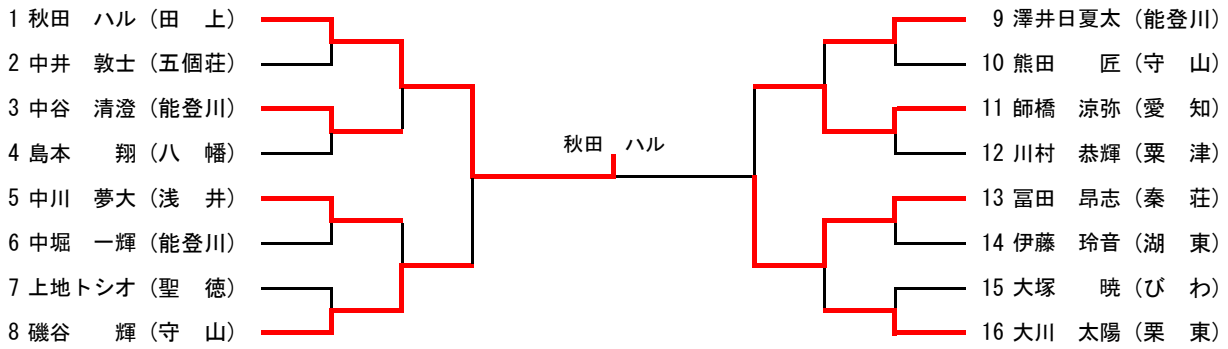 1 秋田　ハル（田　上）
2 中井　敦士（五個荘）
3 中谷　清澄（能登川）
4 島本　　翔（八　幡）
5 中川　夢大（浅　井）
6 中堀　一輝（能登川）
7 上地トシオ（聖　徳）
8 磯谷　　輝（守　山）
秋田　ハル
9 澤井日夏太（能登川）
10 熊田　　匠（守　山）
11 師橋　涼弥（愛　知）
12 川村　恭輝（粟　津）
13 冨田　昂志（秦　荘）
14 伊藤　玲音（湖　東）
15 大塚　　暁（び　わ）
16 大川　太陽（栗　東）